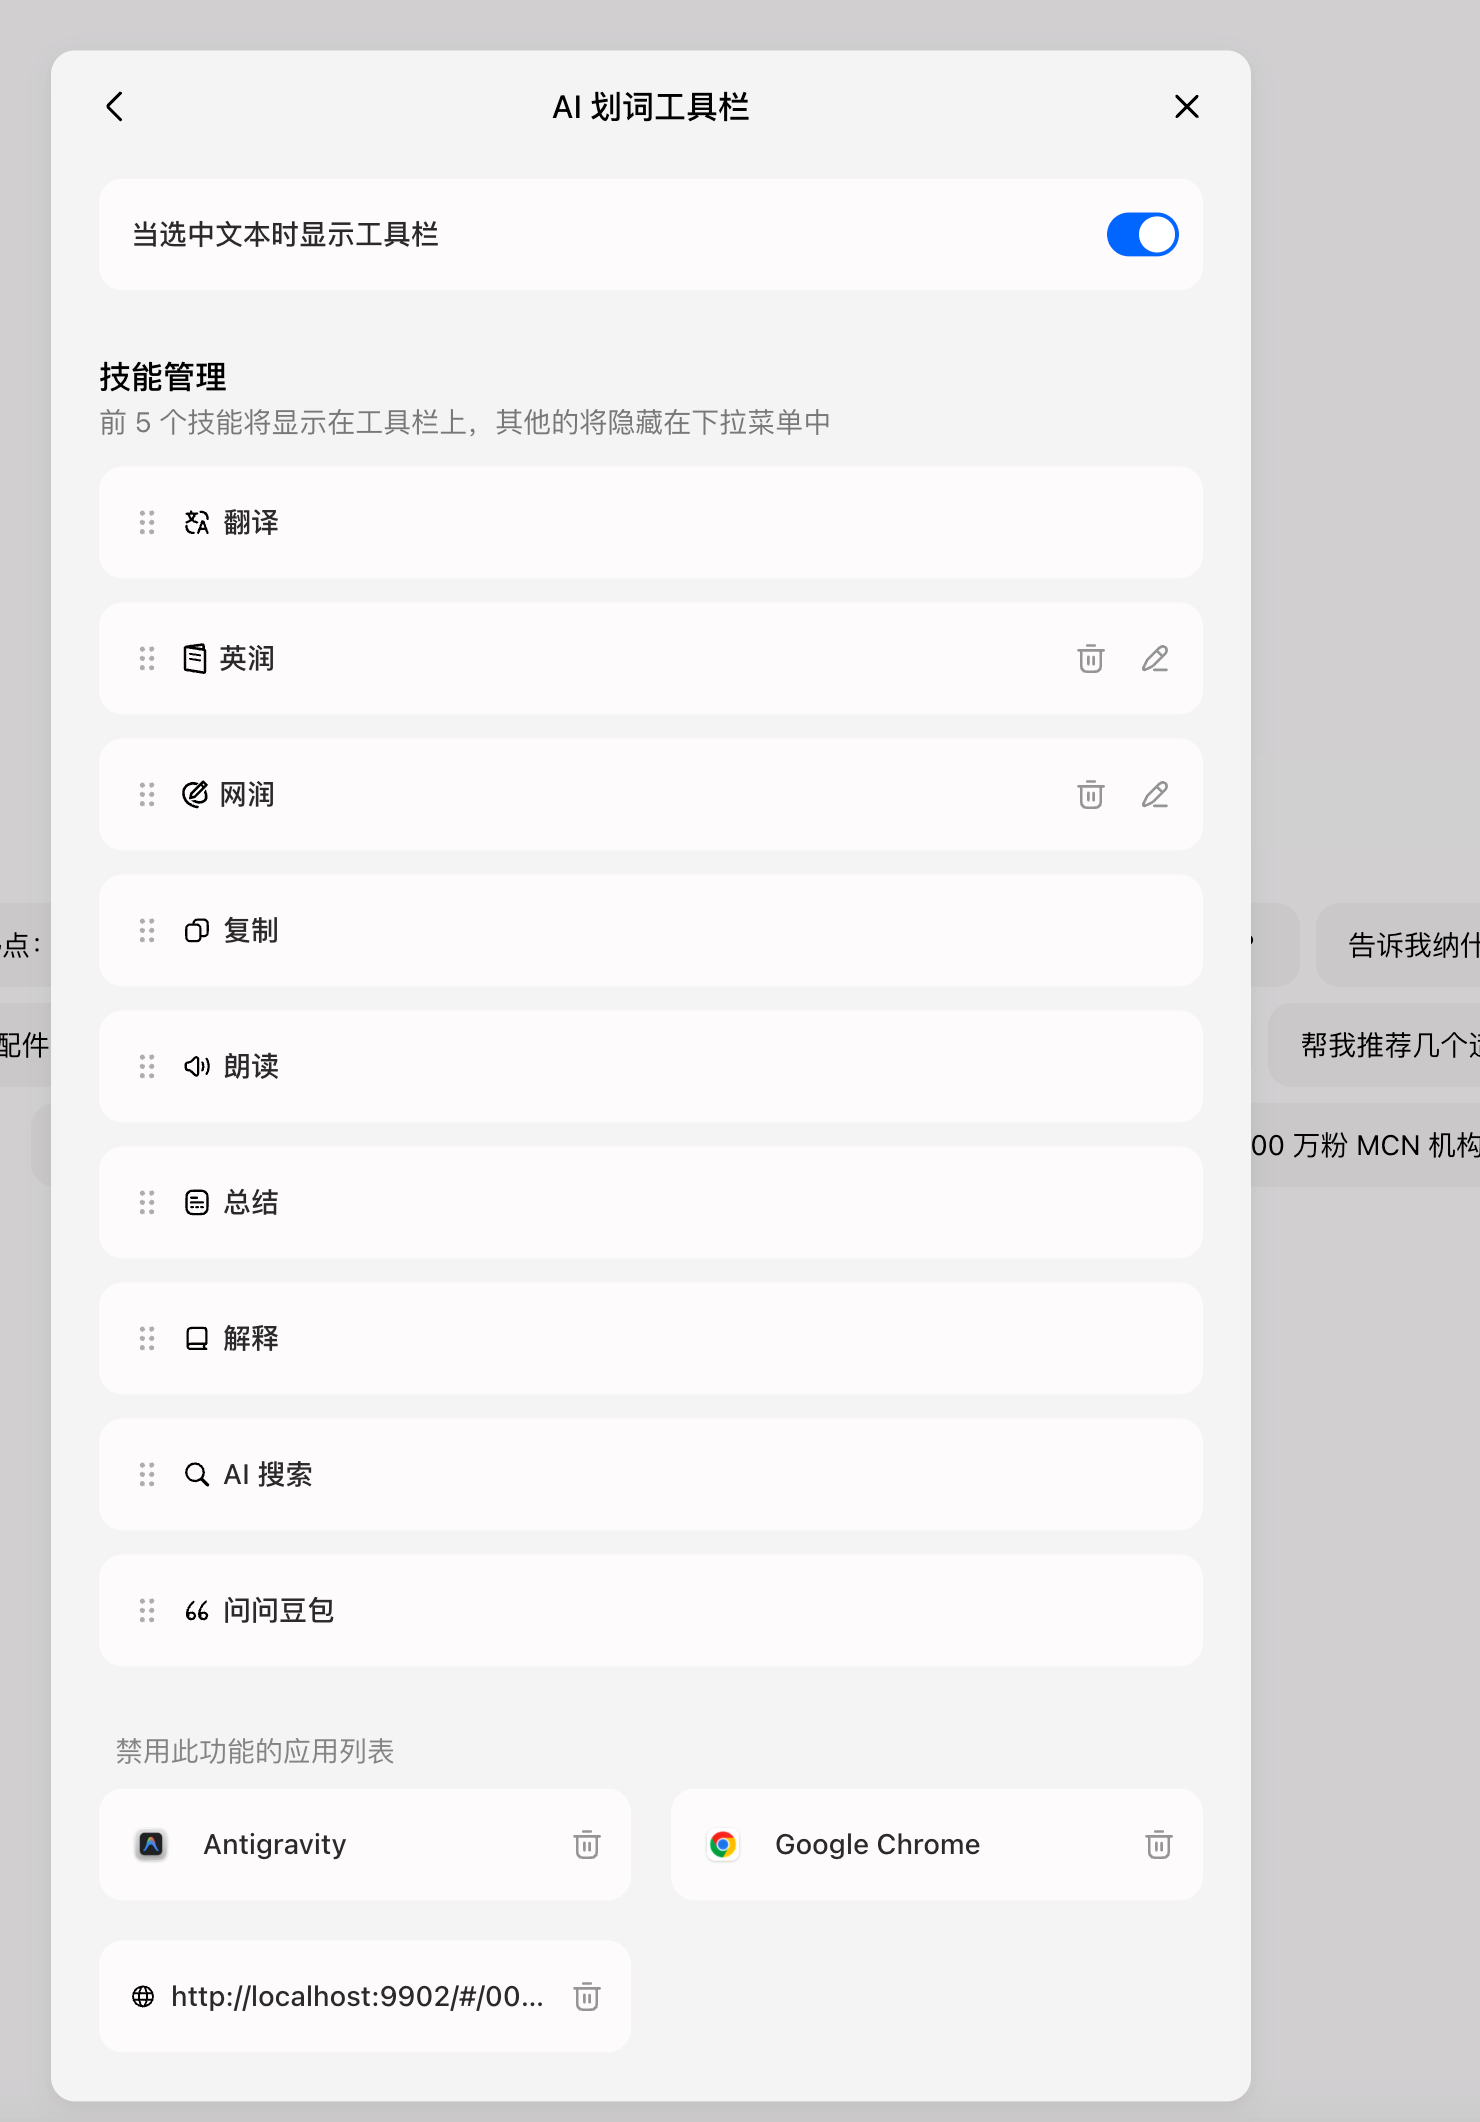 AI 划词工具栏
当选中文本时显示工具栏
技能管理
前 5 个技能将显示在工具栏上，其他的将隐藏在下拉菜单中
翻译
英润
网润
复制
点：
告诉我纳什
配件
帮我推荐几个
朗读
00 万粉 MCN 机构
总结
解释
AI 搜索
问问豆包
禁用此功能的应用列表
Antigravity
Google Chrome
http://localhost:9902/#/00...